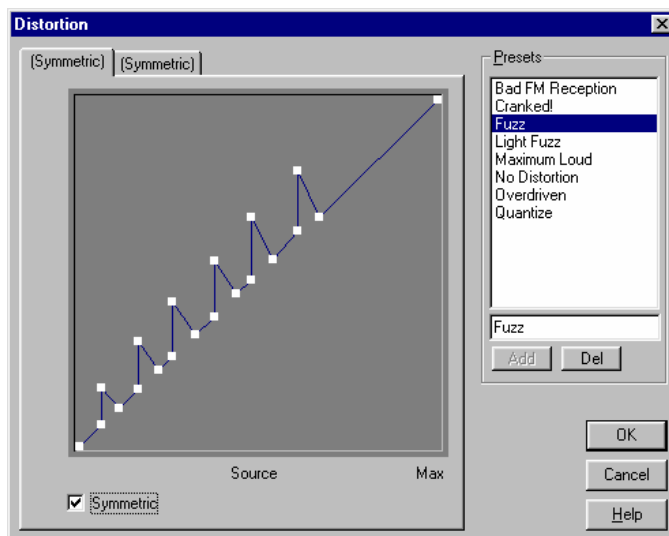 Distortion
(Symmetric) (Symmetric)
Source Max
Symmetric
Presets
Bad FM Reception
Cranked!
Fuzz
Light Fuzz
Maximum Loud
No Distortion
Overdriven
Quantize
Fuzz
Add Del
OK
Cancel
Help